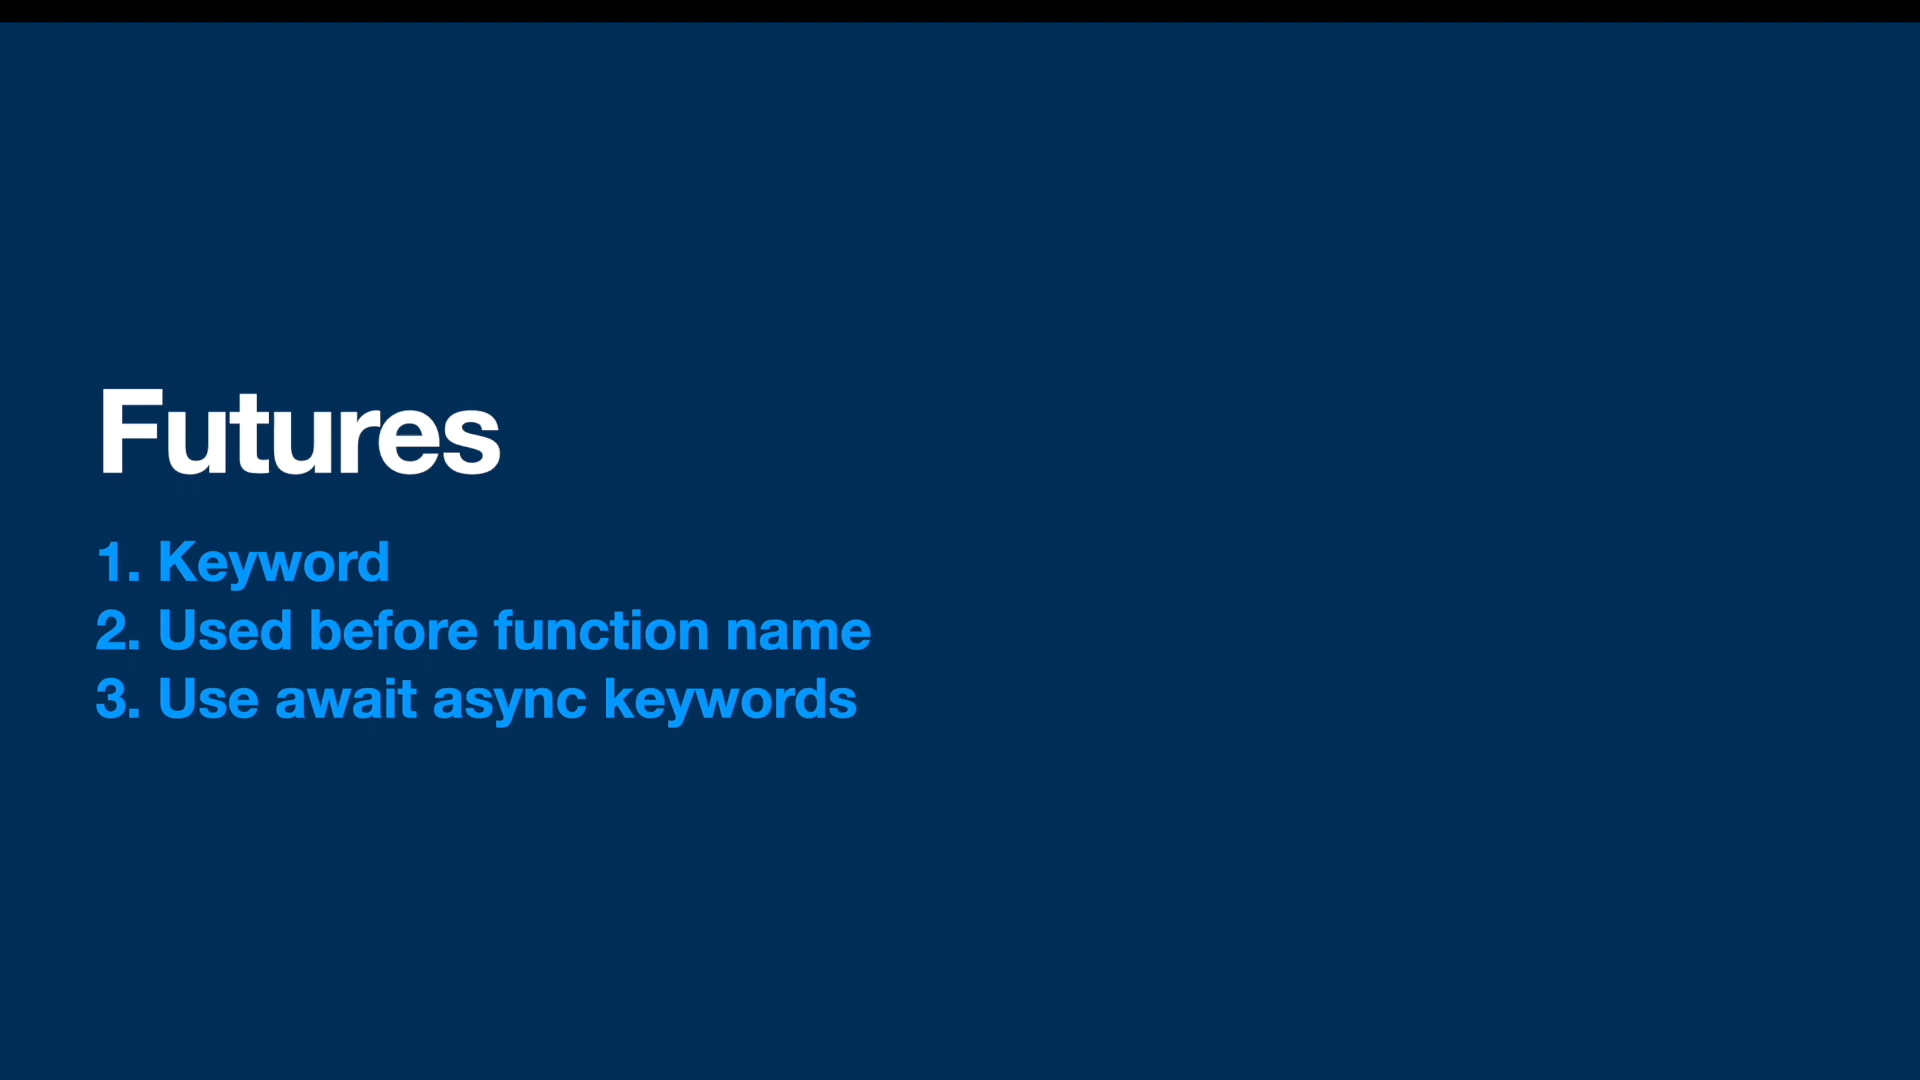 Futures
1. Keyword
2. Used before function name
3. Use await async keywords